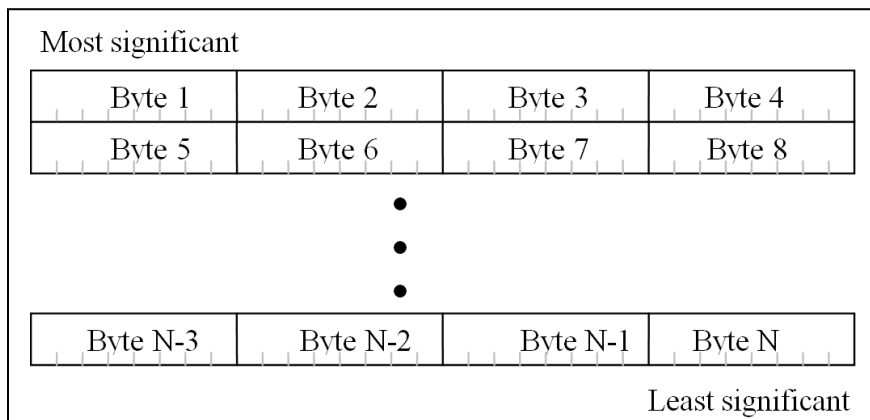 Most significant
Byte 1 Byte 2 Byte 3 Byte 4
Byte 5 Byte 6 Byte 7 Byte 8
Byte N-3 Byte N-2 Byte N-1 Byte N
Least significant